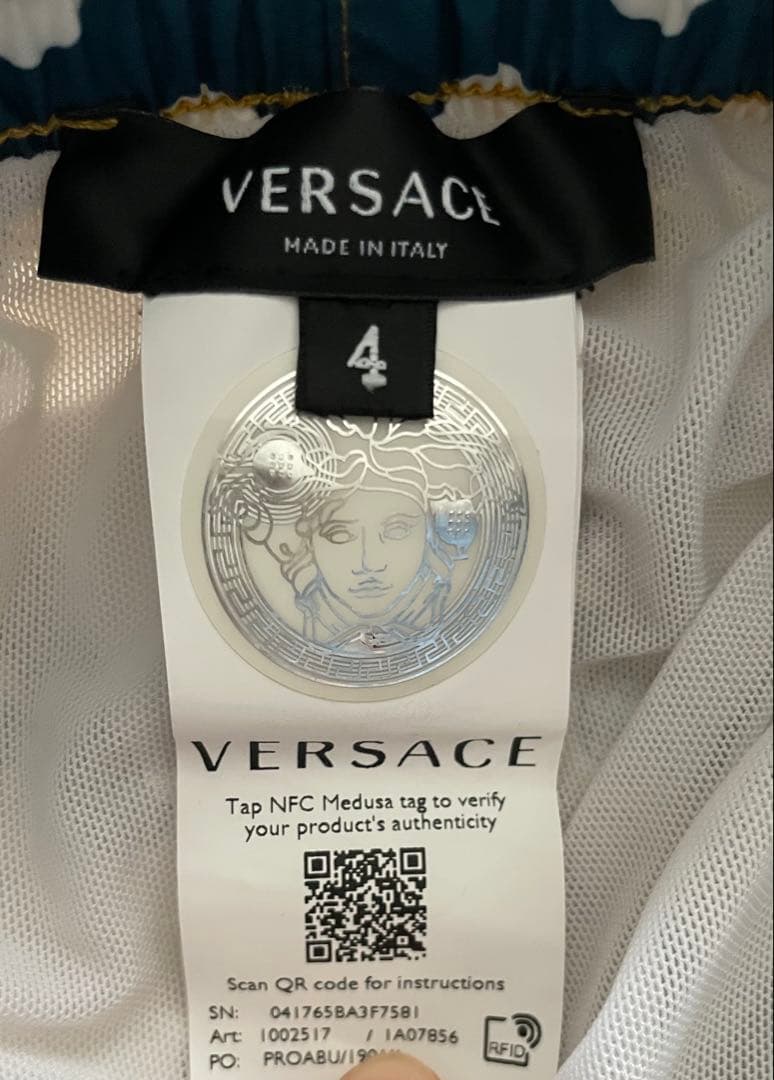 VERSACE
MADE IN ITALY
4
VERSACE
Tap NFC Medusa tag to verify
your product's authenticity
Scan QR code for instructions
SN: 041765BA3F7581
Art: 1002517 / 1A07856
PO:
RFID